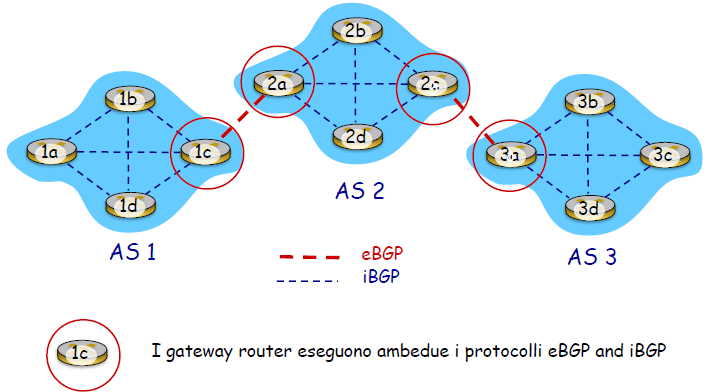 2b
2a
2d
1b
1a
1c
1d
3b
3a
3c
3d
AS 2
AS 1
AS 3
eBGP
iBGP
1c
I gateway router eseguono ambedue i protocolli eBGP and iBGP